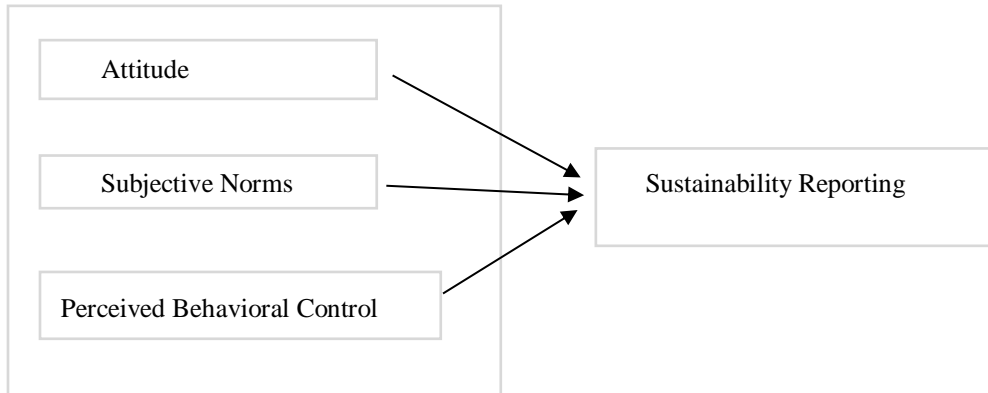 Attitude
Subjective Norms
Sustainability Reporting
Perceived Behavioral Control